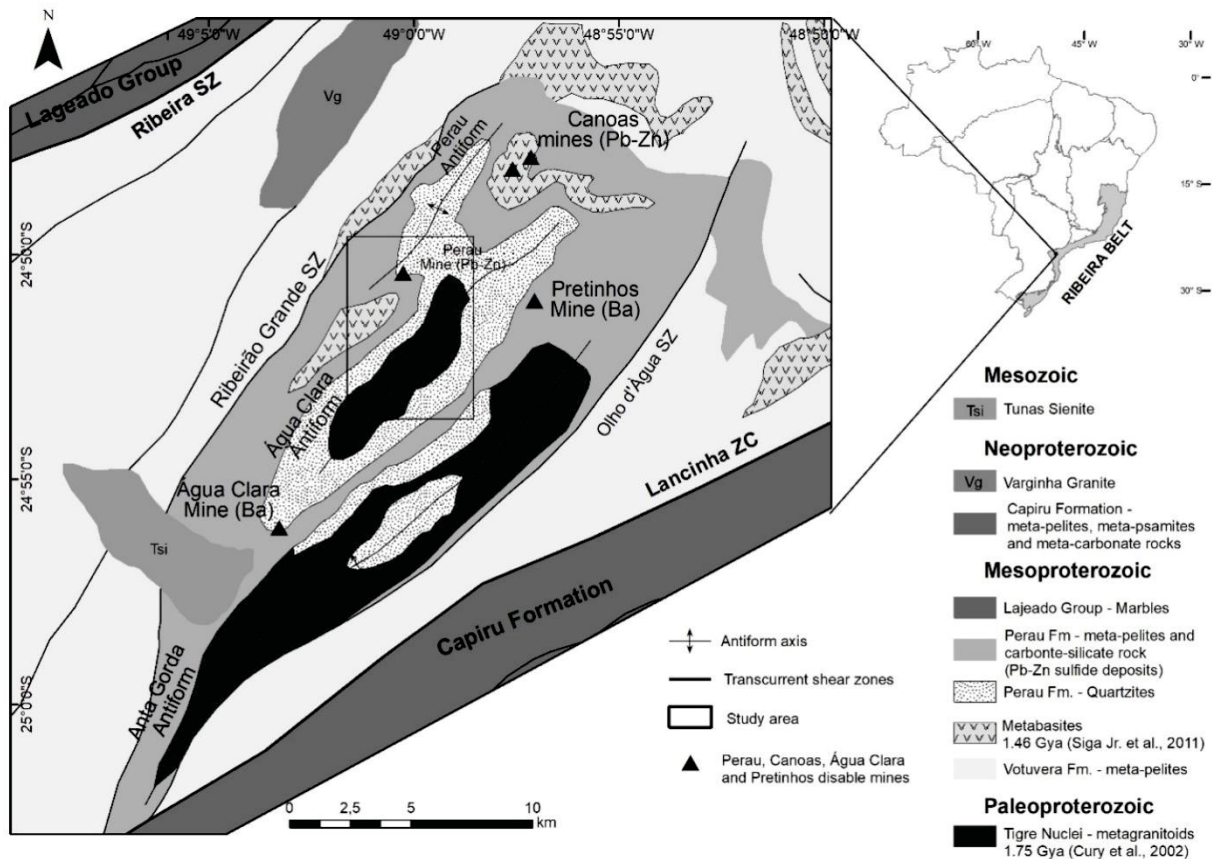 N
49°5'0"W
49°0'0"W
48°55'0"W
48°50'0"W
24°50'0"S
24°55'0"S
25°0'0"S
Lageado Group
Ribeira SZ
Vg
Perau
Antiform
Canoas
mines (Pb-Zn)
Perau
Mine (Pb-Zn)
Pretinhos
Mine (Ba)
Ribeirão Grande SZ
Água Clara
Antiform
Olho d'Água SZ
Lancinha ZC
Água Clara
Mine (Ba)
Tsi
Capiru Formation
Anta Gorda
Antiform
Antiform axis
Transcurrent shear zones
Study area
Perau, Canoas, Água Clara
and Pretinhos disable mines
0 2,5 5 10
km
60° W
45° W
30° W
0°
15° S
30° S
RIBEIRA BELT
Mesozoic
Tsi Tunas Sienite
Neoproterozoic
Vg Varginha Granite
Capiru Formation -
meta-pelites, meta-psamites
and meta-carbonate rocks
Mesoproterozoic
Lajeado Group - Marbles
Perau Fm - meta-pelites and
carbonte-silicate rock
(Pb-Zn sulfide deposits)
Perau Fm. - Quartzites
Metabasites
1.46 Gya (Siga Jr. et al., 2011)
Votuvera Fm. - meta-pelites
Paleoproterozoic
Tigre Nuclei - metagranitoids
1.75 Gya (Cury et al., 2002)